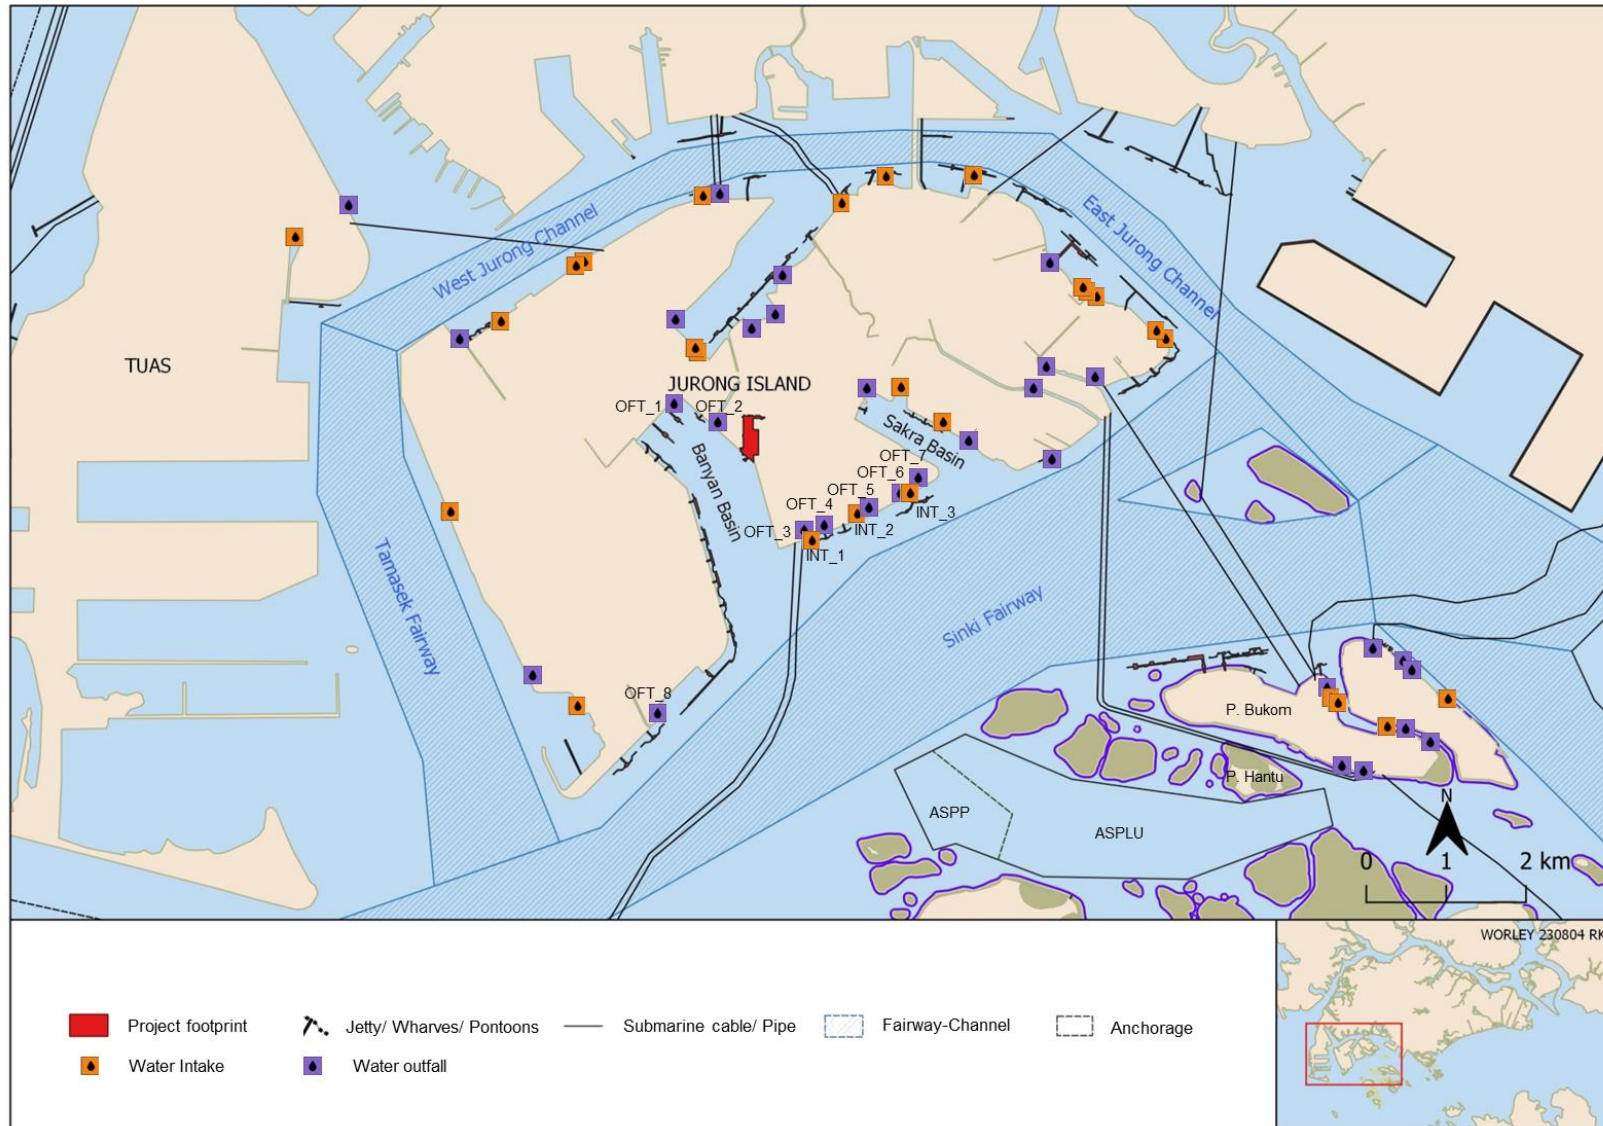 West Jurong Channel
East Jurong Channel
TUAS
JURONG ISLAND
OFT_1
OFT_2
Sakra Basin
Banyan Basin
OFT_7
OFT_6
OFT_5
OFT_4
OFT_3
INT_3
INT_2
INT_1
Tamasek Fairway
Sinki Fairway
OFT_8
P. Bukom
P. Hantu
ASPP
ASPLU
N
0 1 2 km
WORLEY 230804 RK
Project footprint
Jetty/ Wharves/ Pontoons
Submarine cable/ Pipe
Fairway-Channel
Anchorage
Water Intake
Water outfall